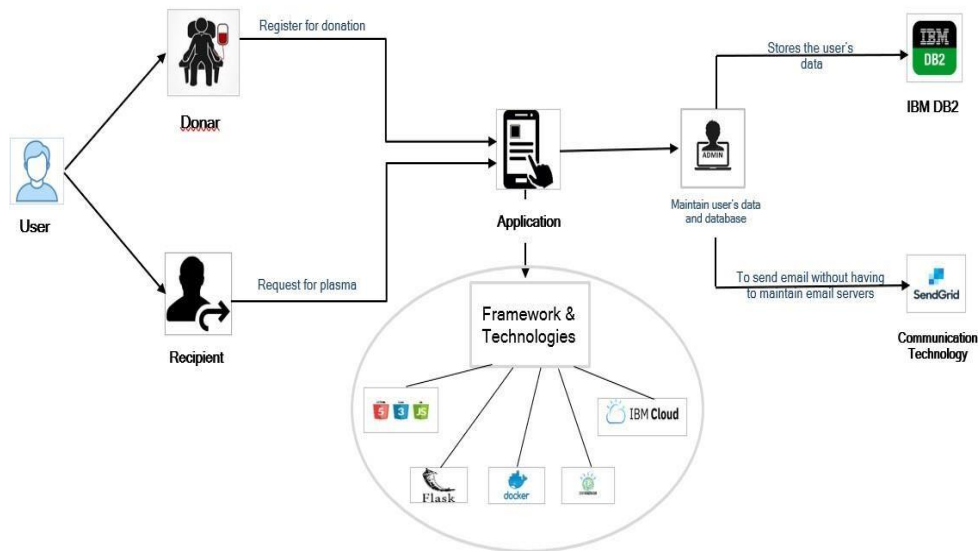 Register for donation
Donar
User
Request for plasma
Recipient
Application
ADMIN
Maintain user's data
and database
Stores the user's
data
IBM
DB2
IBM DB2
To send email without having
to maintain email servers
SendGrid
Communication
Technology
Framework &
Technologies
5 3 JS
IBM Cloud
Flask
docker